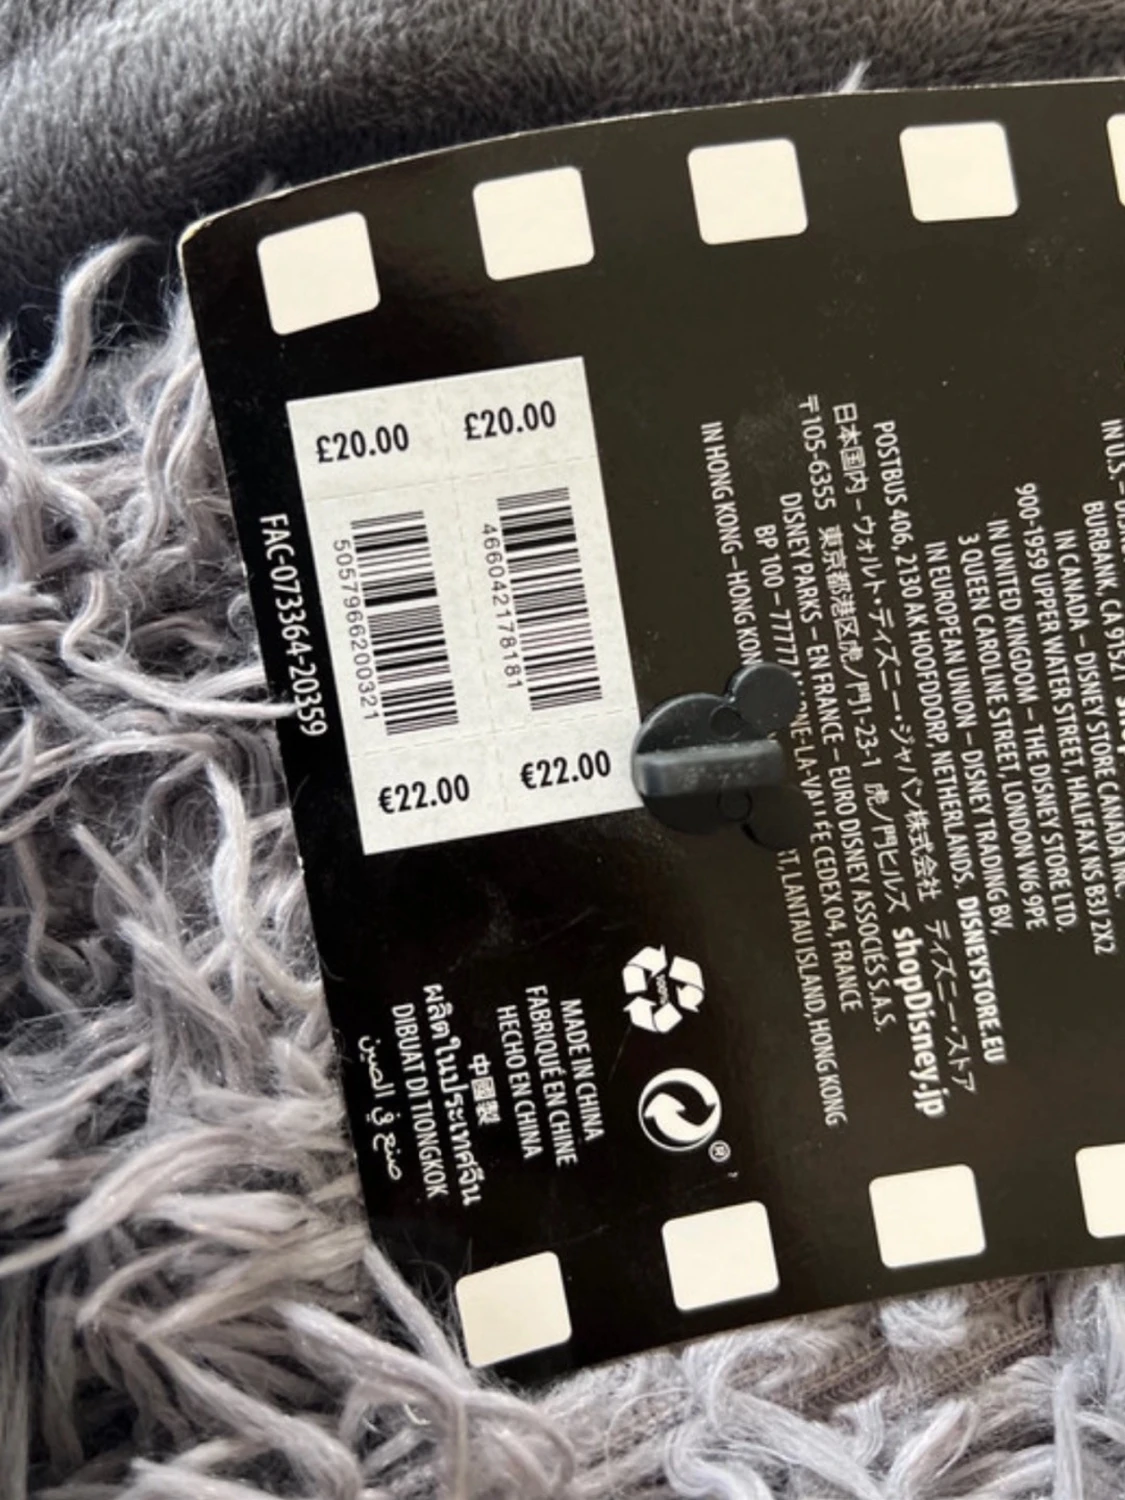 £20.00 £20.00
5057966200321
4660421781​81
€22.00 €22.00
FAC-073364-20359
BURBANK, CA 91521
IN CANADA – DISNEY STORE CANADA INC.
1959 UPPER WATER STREET, HALIFAX NS B3J 2X2
IN UNITED KINGDOM – THE DISNEY STORE LTD.
3 QUEEN CAROLINE STREET, LONDON W6 9PE
IN EUROPEAN UNION – DISNEY TRADING BV,
POSTBUS 406, 2130 AK HOOFDDORP, NETHERLANDS. DISNEYSTORE.EU
日本国内 – ウォルト・ディズニー・ジャパン株式会社 ディズニー・ストア
〒105-6355 東京都港区虎ノ門1-23-1 虎ノ門ヒルズ shopDisney.jp
DISNEY PARKS – EN FRANCE – EURO DISNEY ASSOCIÉS S.A.S.
BP 100 – 77777 CEDEX 04, FRANCE
IN HONG KONG – HONG LANTAU ISLAND, HONG KONG
100%
®
MADE IN CHINA
FABRIQUÉ EN CHINE
HECHO EN CHINA
中國製
ผลิตในประเทศจีน
DIBUAT DI TIONGKOK
صنع في الصين